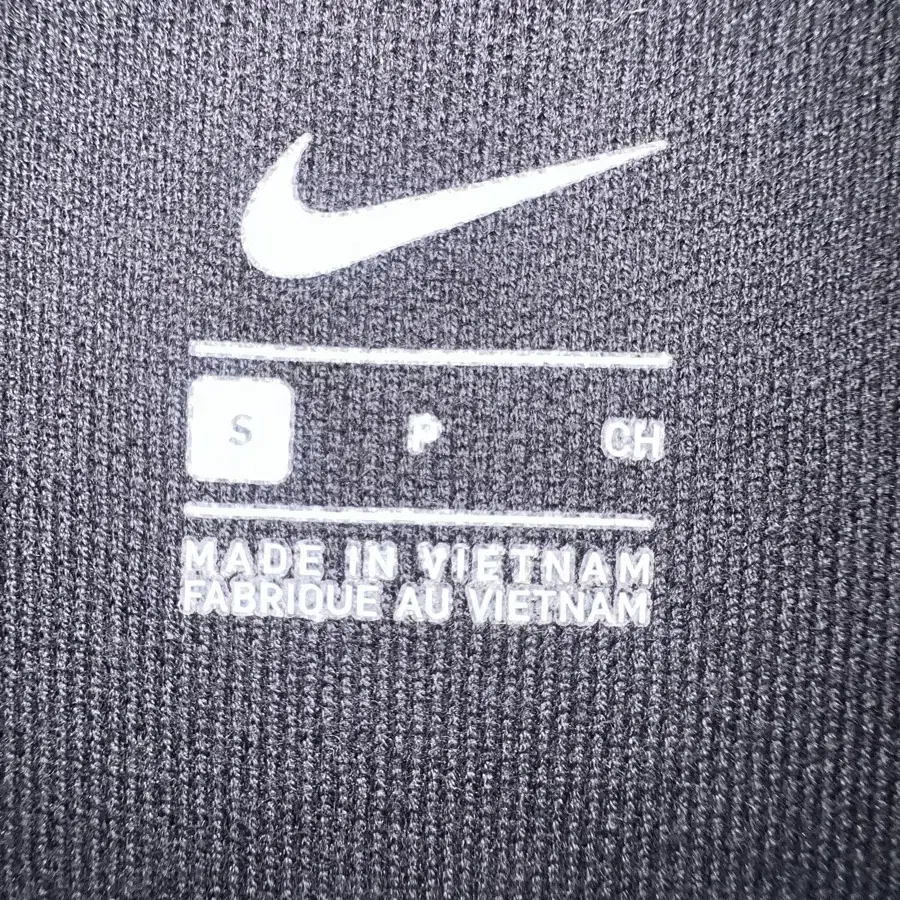 S P CH
MADE IN VIETNAM
FABRIQUE AU VIETNAM